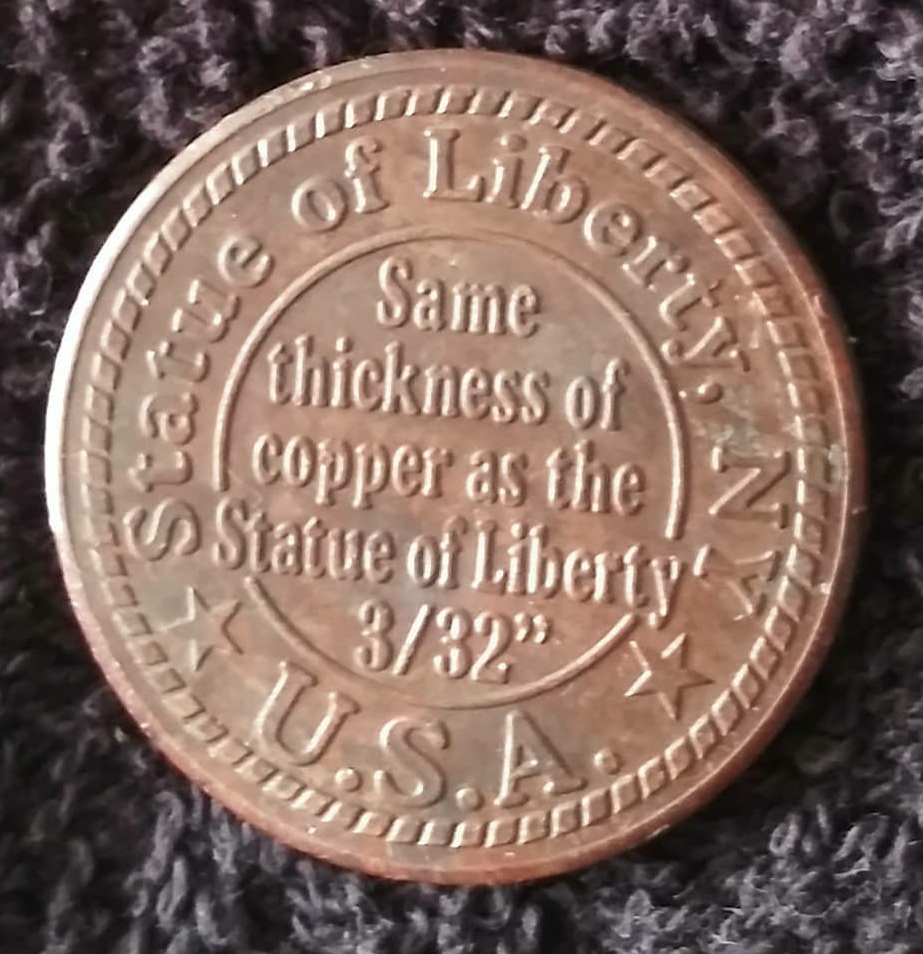 Statue of Liberty, NY
Same
thickness of
copper as the
Statue of Liberty
3/32”
U.S.A.